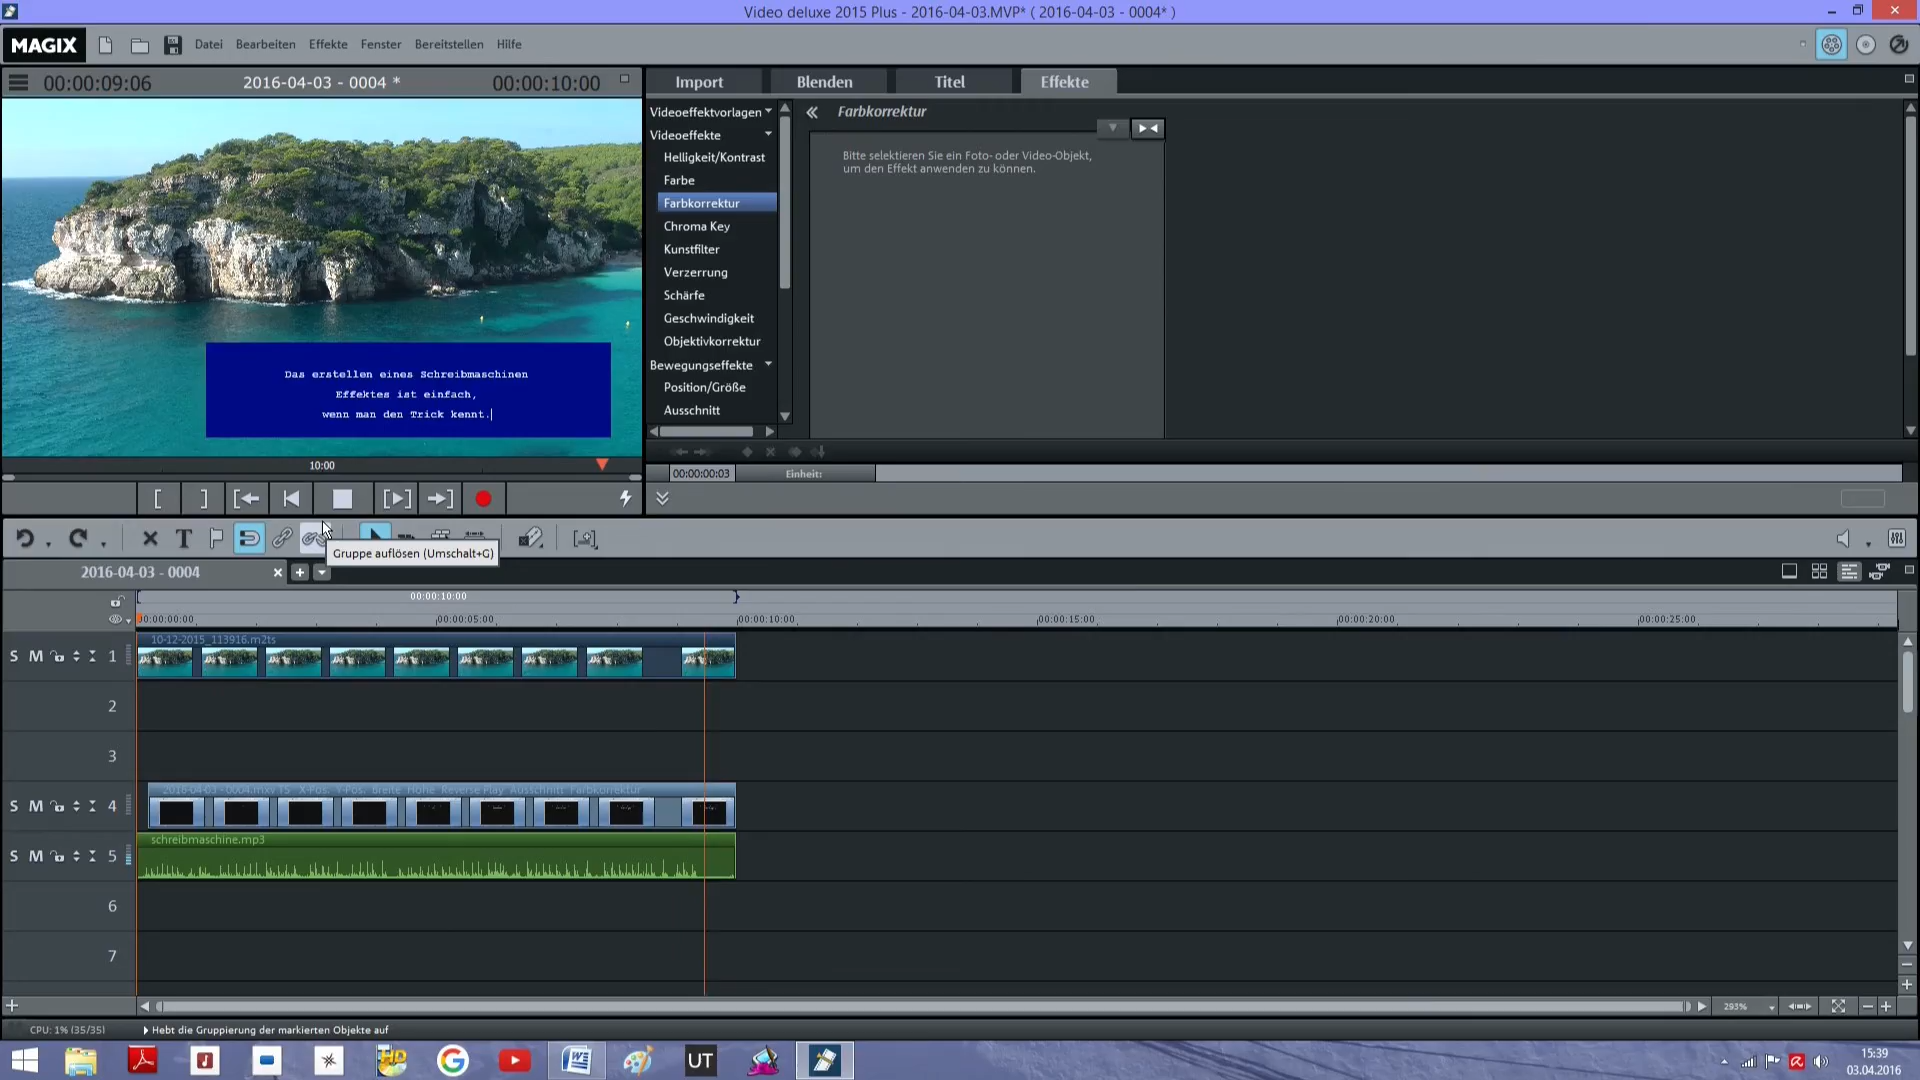 Video deluxe 2015 Plus - 2016-04-03.MVP* ( 2016-04-03 - 0004* )
MAGIX Datei Bearbeiten Effekte Fenster Bereitstellen Hilfe
00:00:09:06 2016-04-03 - 0004 * 00:00:10:00
Import Blenden Titel Effekte
Videoeffektvorlagen
Videoeffekte
Helligkeit/Kontrast
Farbe
Farbkorrektur
Chroma Key
Kunstfilter
Verzerrung
Schärfe
Geschwindigkeit
Objektivkorrektur
Bewegungseffekte
Position/Größe
Ausschnitt
Farbkorrektur
Bitte selektieren Sie ein Foto- oder Video-Objekt,
um den Effekt anwenden zu können.
Das erstellen eines Schreibmaschinen
Effektes ist einfach,
wenn man den Trick kennt.
10:00
00:00:00:03 Einheit:
T
Gruppe auflösen (Umschalt+G)
2016-04-03 - 0004
00:00:10:00
00:00:00:00 00:00:05:00 00:00:10:00 00:00:15:00 00:00:20:00 00:00:25:00
10-12-2015_113916.m2ts
S M 1
2
3
2016-04-03 - 0004.mxv TS X-Pos. Y-Pos. Breite Höhe Reverse Play Ausschnitt Farbkorrektur
S M 4
schreibmaschine.mp3
S M 5
6
7
293%
CPU: 1% (35/35) Hebt die Gruppierung der markierten Objekte auf
HD UT
15:39
03.04.2016